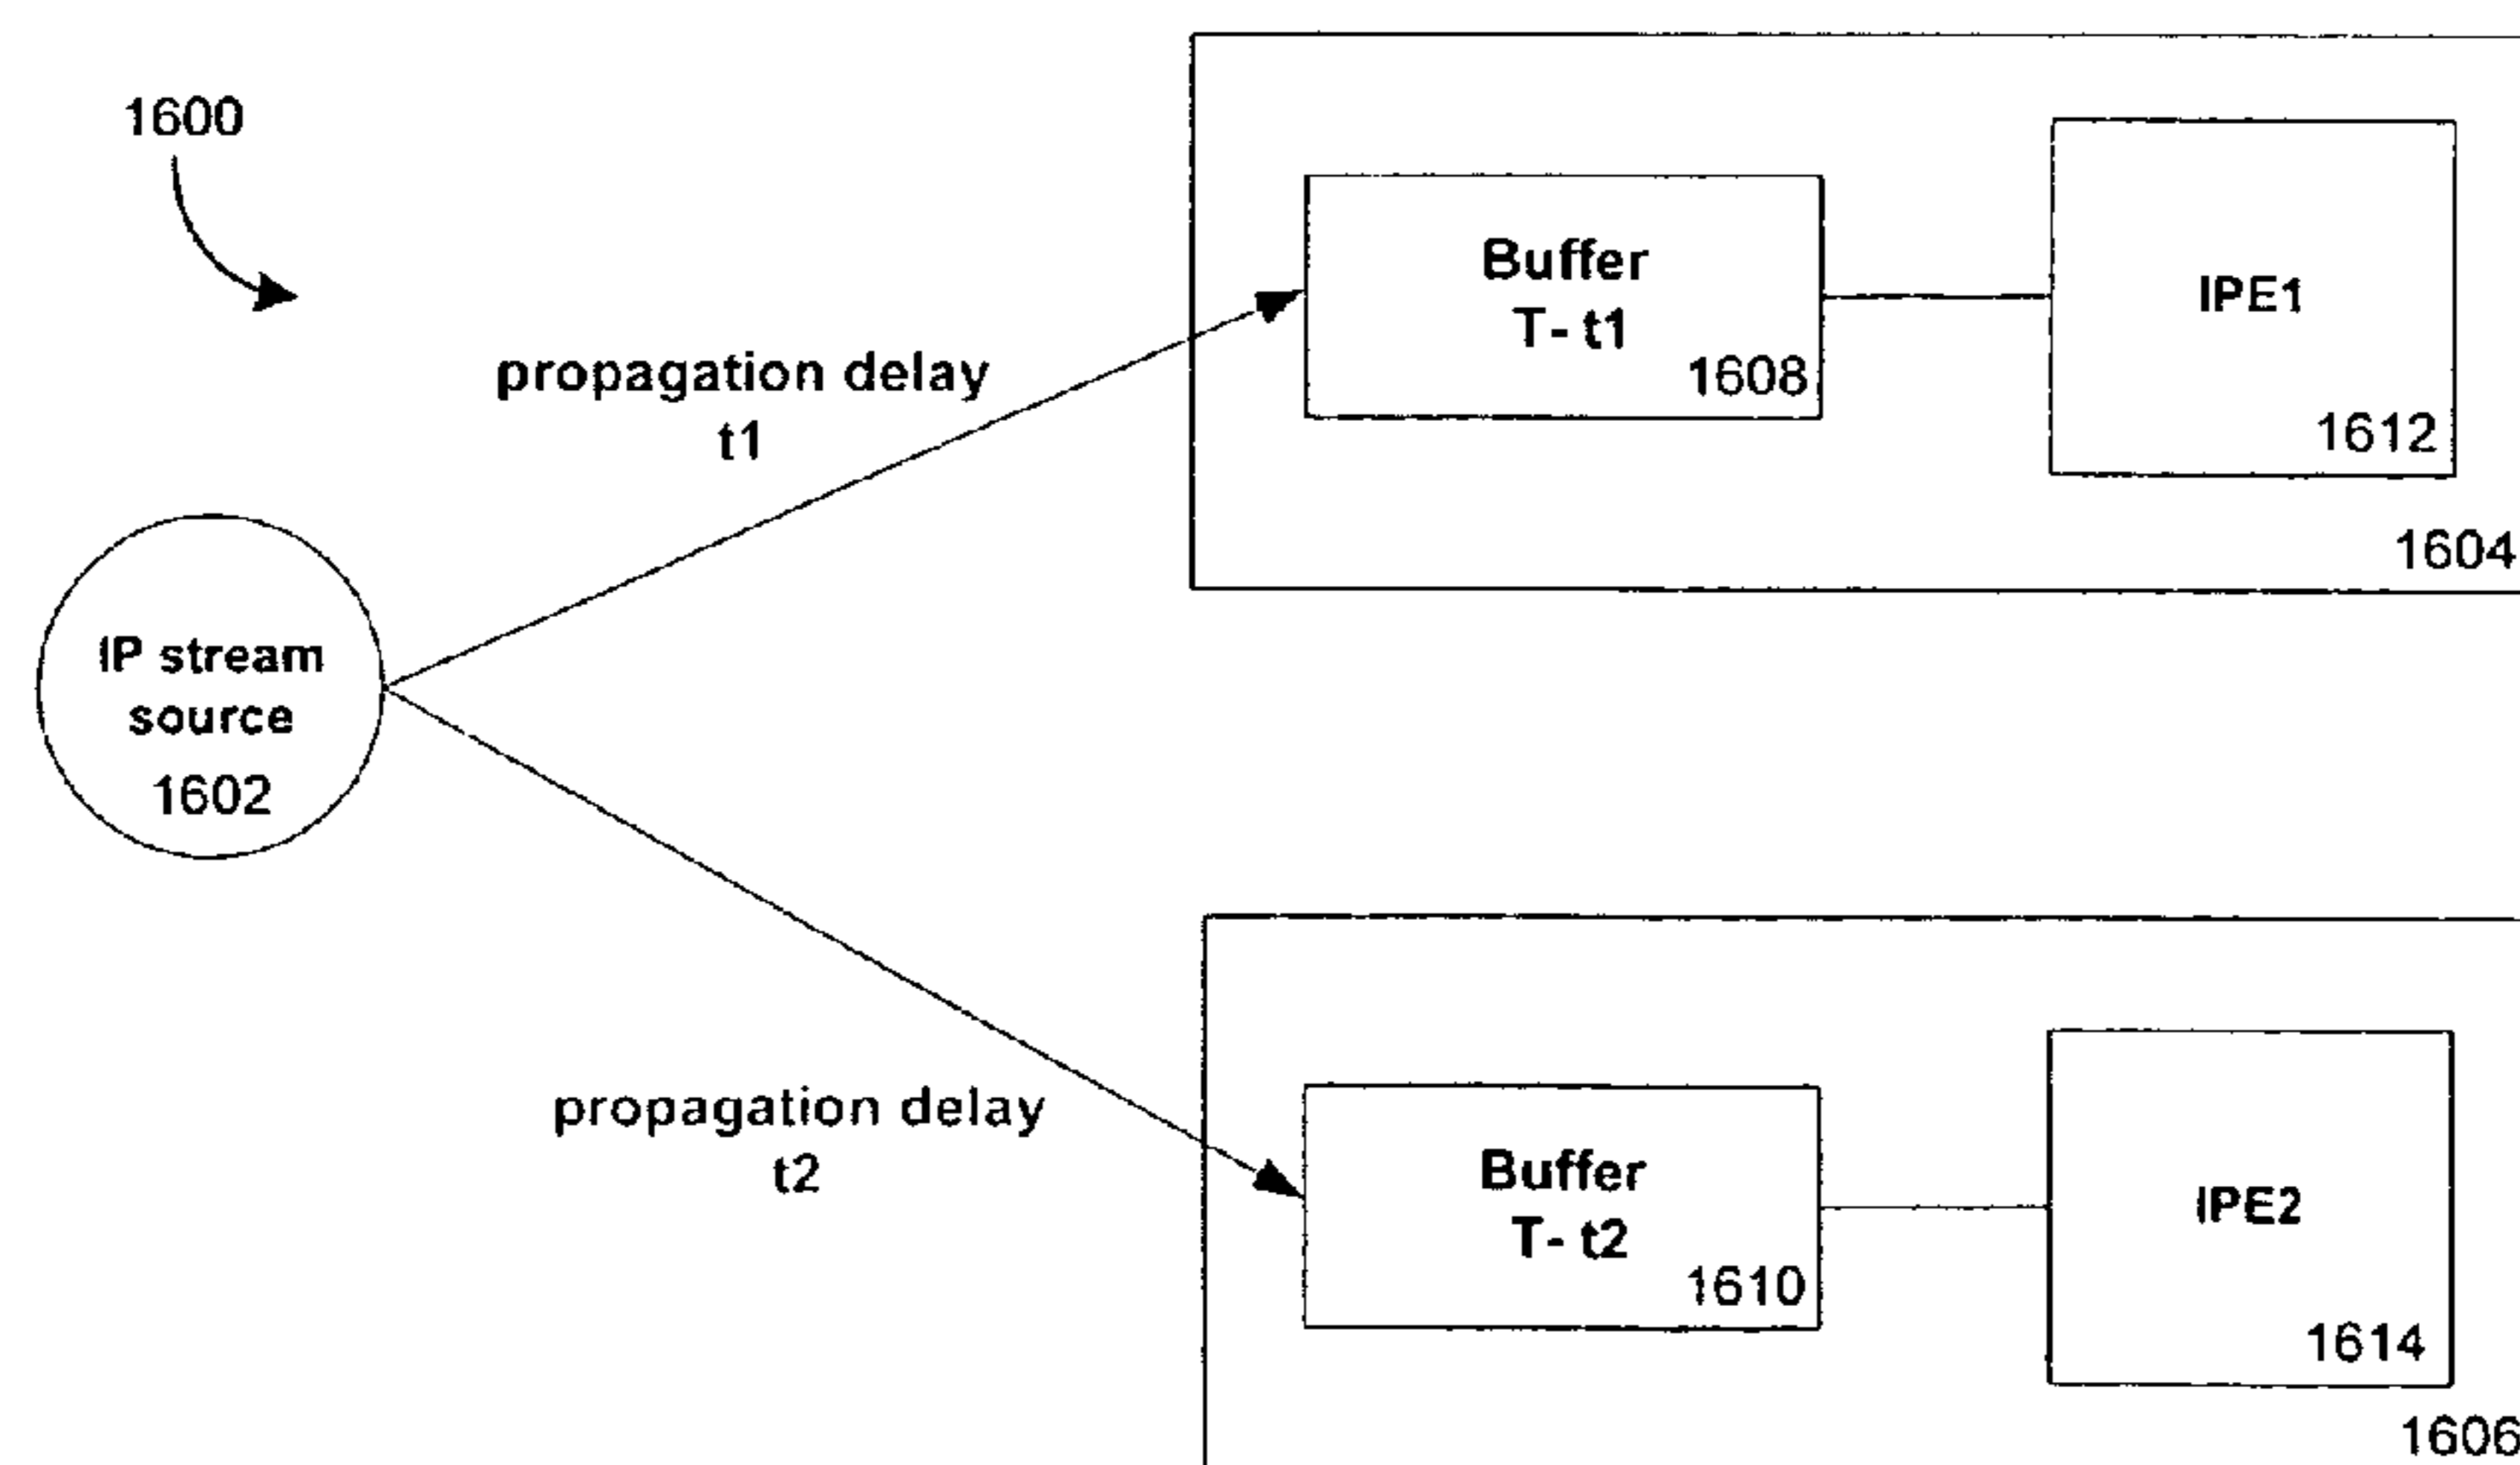 1600
Buffer
T- t1
1608
IPE1
1612
1604
propagation delay
t1
IP stream
source
1602
propagation delay
t2
Buffer
T- t2
1610
IPE2
1614
1606